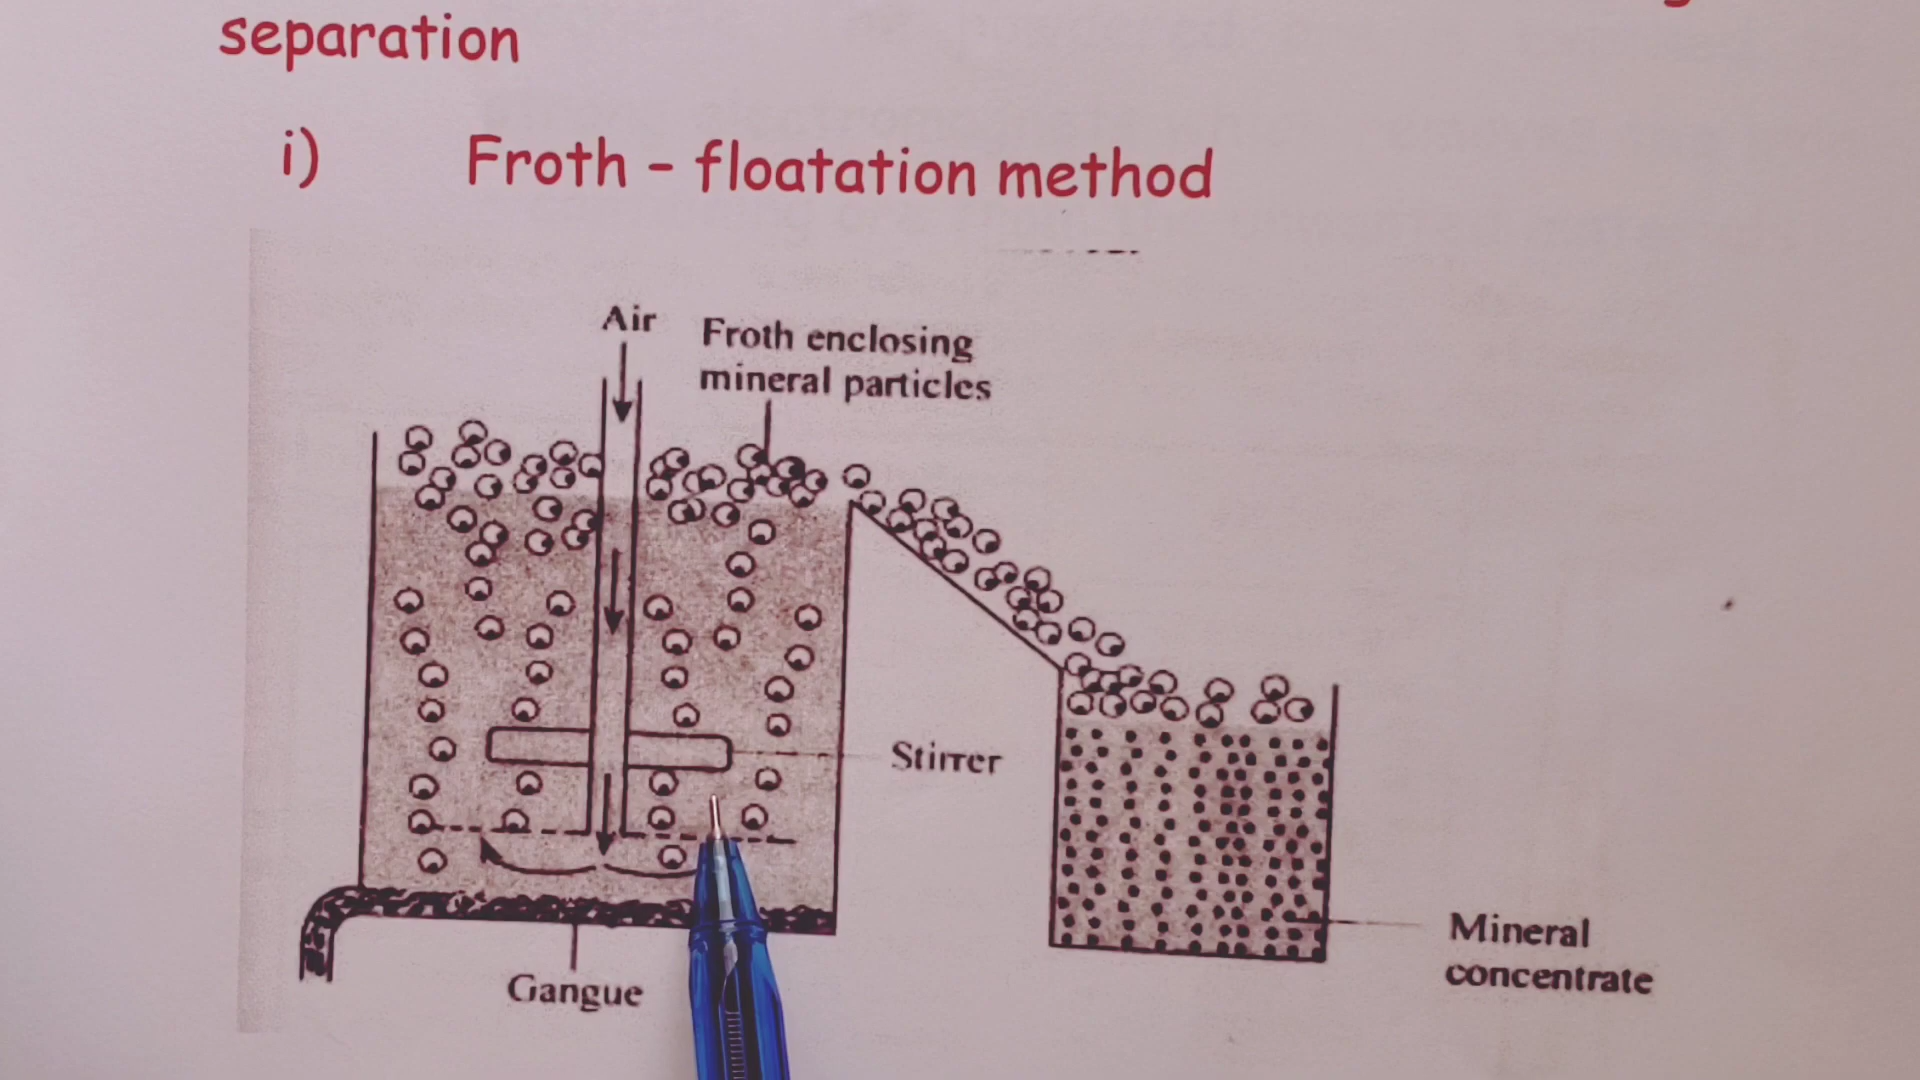 separation
i) Froth - floatation method
Air
Froth enclosing
mineral particles
Stirrer
Mineral
concentrate
Gangue